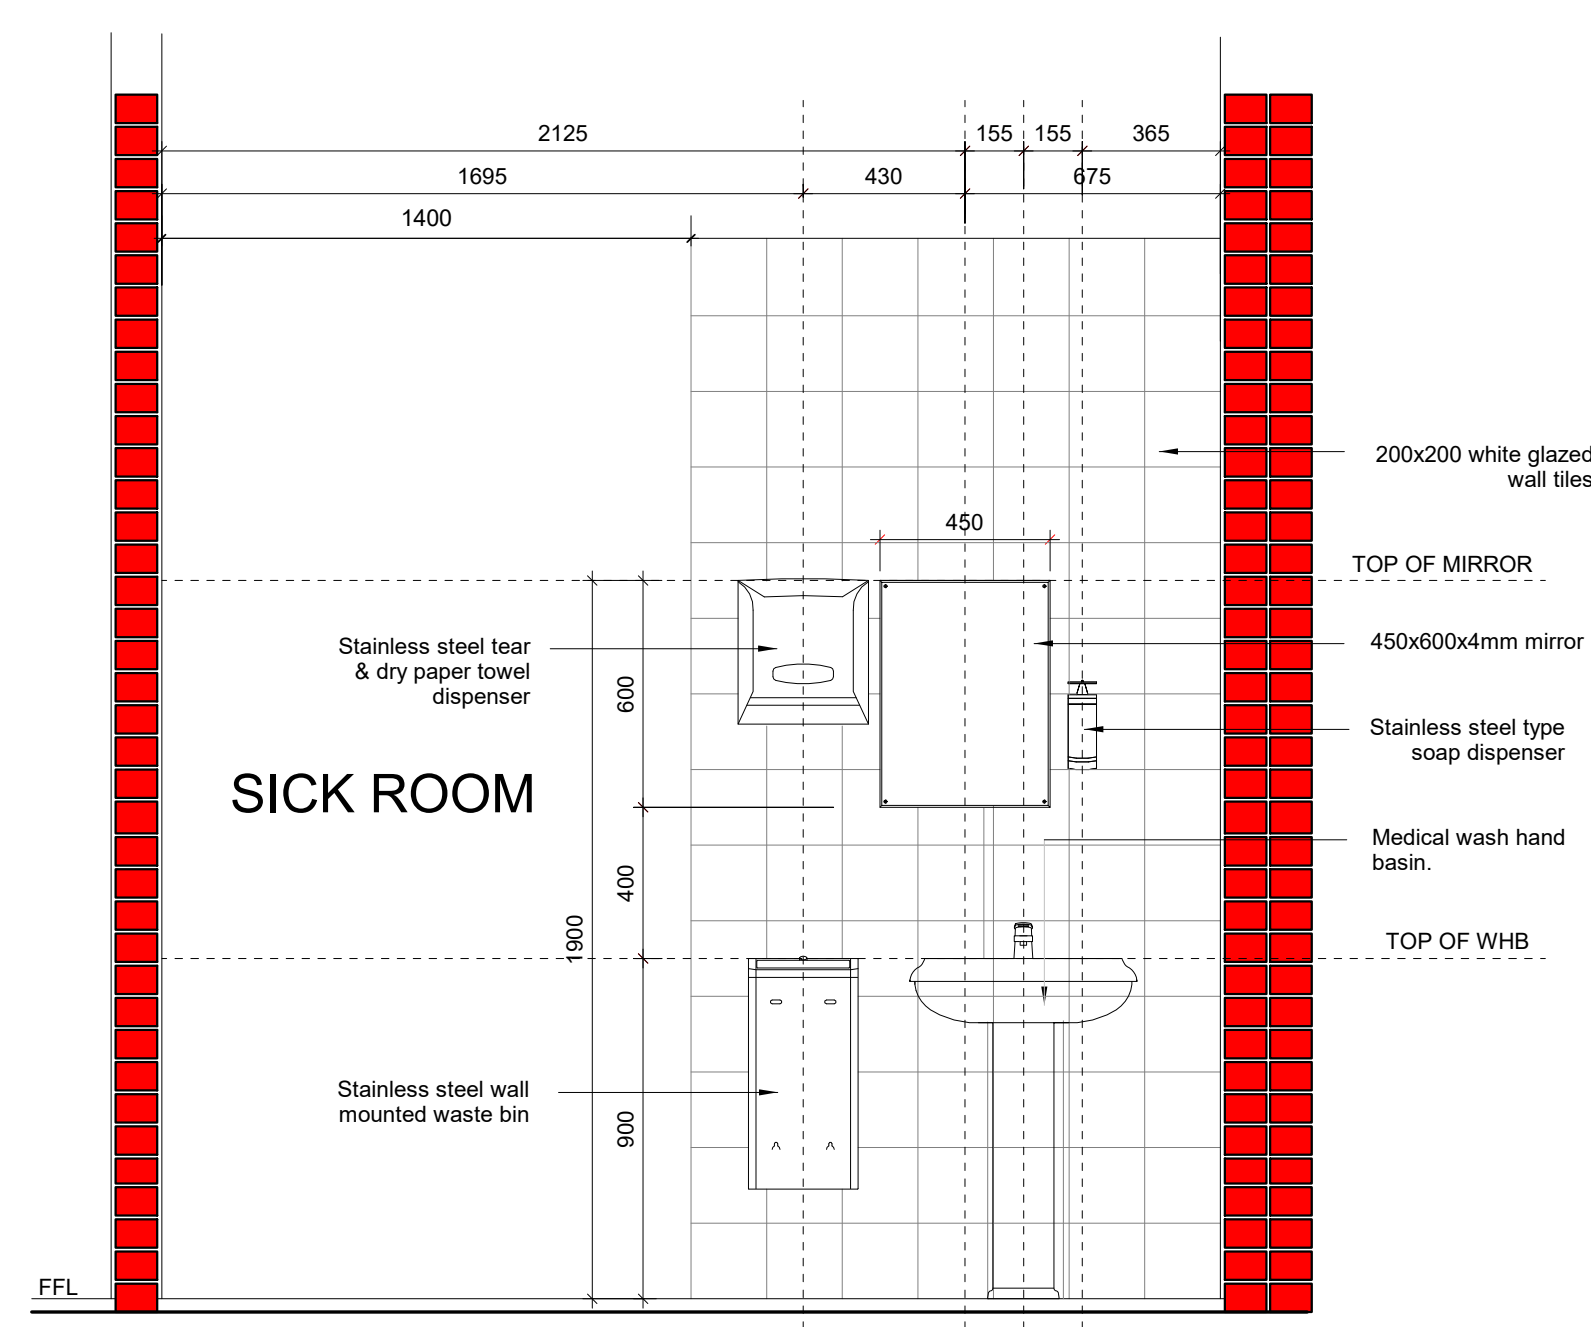 2125
155
155
365
1695
430
675
1400
200x200 white glazed
wall tiles
450
TOP OF MIRROR
450x600x4mm mirror
Stainless steel tear
& dry paper towel
dispenser
600
Stainless steel type
soap dispenser
SICK ROOM
Medical wash hand
basin.
400
1900
TOP OF WHB
Stainless steel wall
mounted waste bin
900
FFL